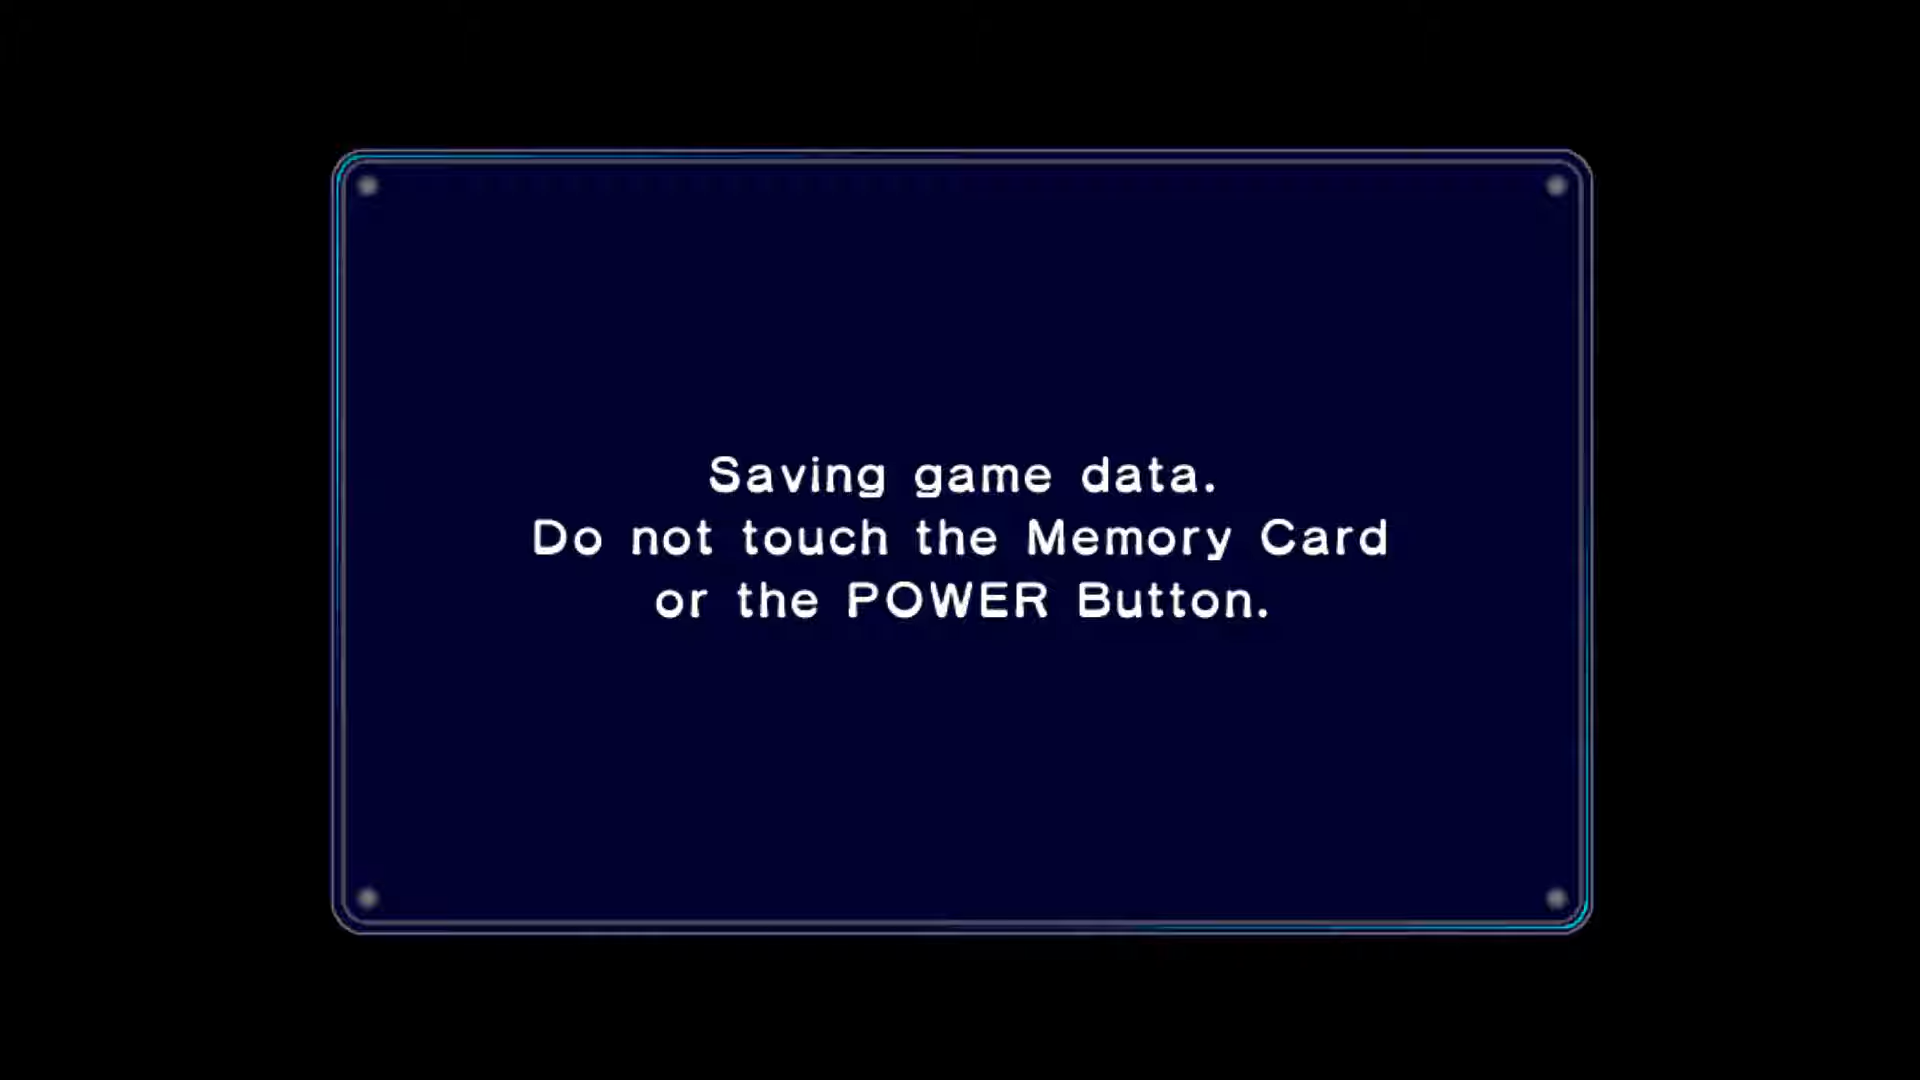 Saving game data.
Do not touch the Memory Card
or the POWER Button.